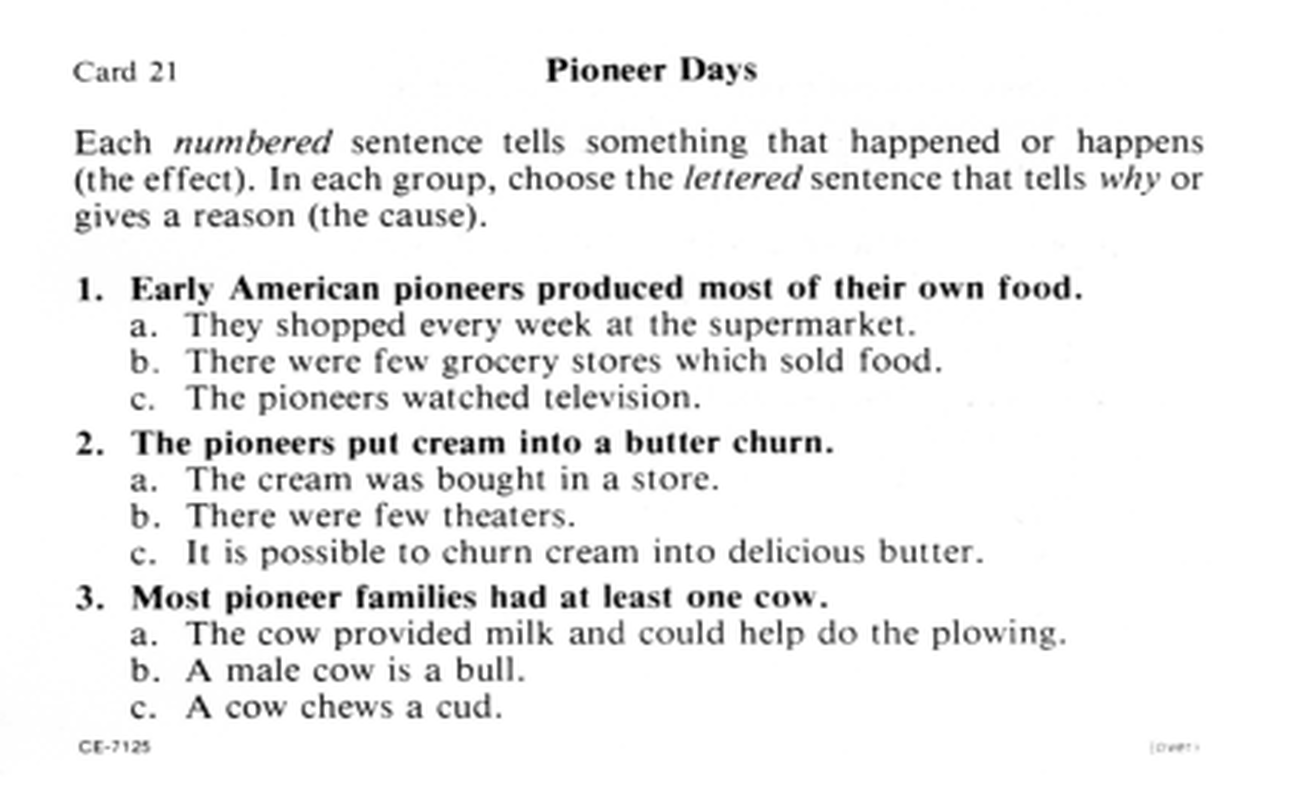 Card 21
Pioneer Days
Each numbered sentence tells something that happened or happens
(the effect). In each group, choose the lettered sentence that tells why or
gives a reason (the cause).
1. Early American pioneers produced most of their own food.
a. They shopped every week at the supermarket.
b. There were few grocery stores which sold food.
c. The pioneers watched television.
2. The pioneers put cream into a butter churn.
a. The cream was bought in a store.
b. There were few theaters.
c. It is possible to churn cream into delicious butter.
3. Most pioneer families had at least one cow.
a. The cow provided milk and could help do the plowing.
b. A male cow is a bull.
c. A cow chews a cud.
CE-7125
(over)